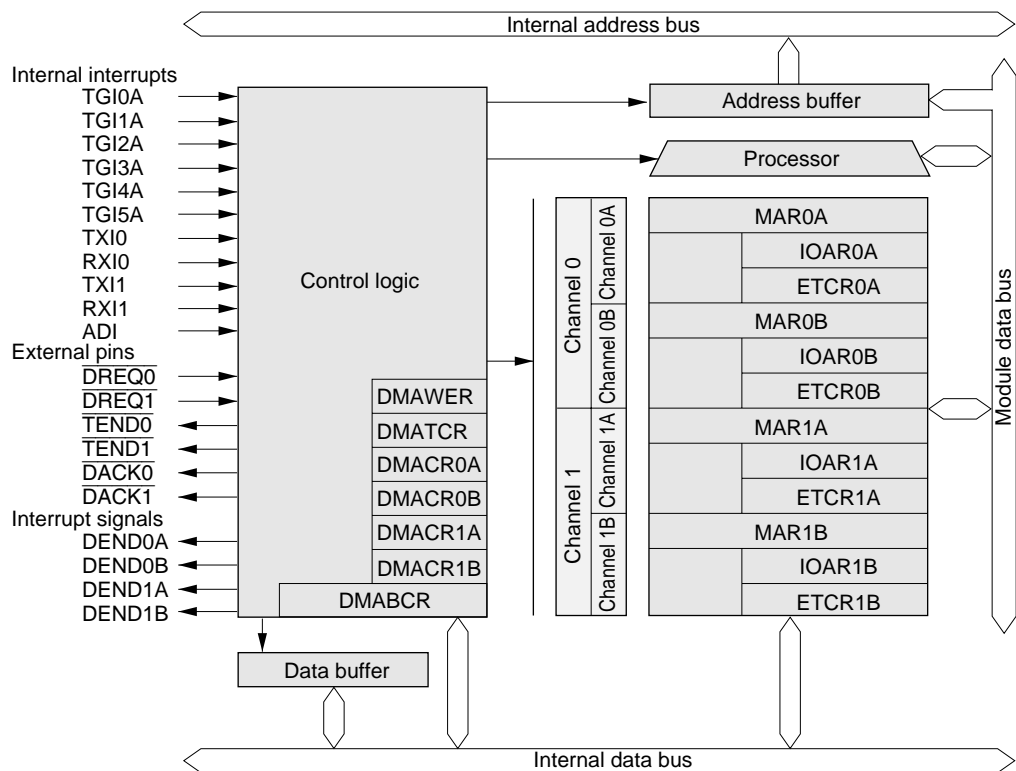 Internal address bus
Internal interrupts
TGI0A
TGI1A
TGI2A
TGI3A
TGI4A
TGI5A
TXI0
RXI0
TXI1
RXI1
ADI
External pins
DREQ0
DREQ1
TEND0
TEND1
DACK0
DACK1
Interrupt signals
DEND0A
DEND0B
DEND1A
DEND1B
Control logic
DMAWER
DMATCR
DMACR0A
DMACR0B
DMACR1A
DMACR1B
DMABCR
Data buffer
Address buffer
Processor
Channel 0
Channel 0A
Channel 0B
Channel 1
Channel 1A
Channel 1B
MAR0A
IOAR0A
ETCR0A
MAR0B
IOAR0B
ETCR0B
MAR1A
IOAR1A
ETCR1A
MAR1B
IOAR1B
ETCR1B
Module data bus
Internal data bus